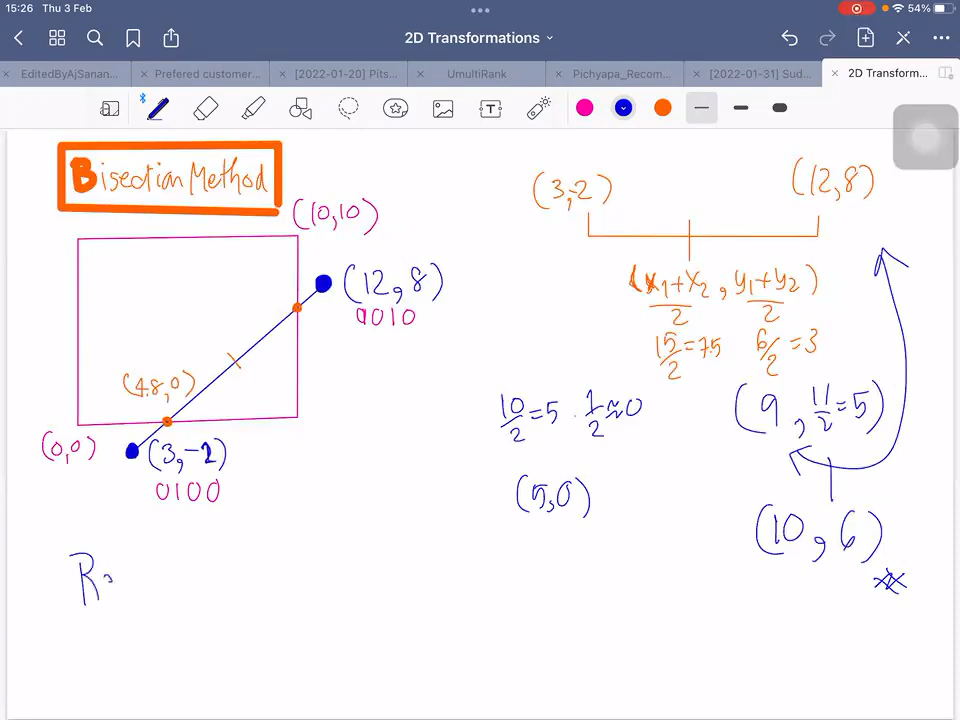 15:26 Thu 3 Feb
54%
2D Transformations
EditedByAjSanan...
Prefered customer...
[2022-01-20] Pits...
UmultiRank
Pichyapa_Recom...
[2022-01-31] Sud...
2D Transform...
T
Bisection Method
(10,10)
(12,8)
0010
(4.8,0)
(0,0)
(3,-2)
0100
(3,-2)
(12,8)
(x1+x2/2, y1+y2/2)
15/2=7.5 6/2=3
10/2=5 . 1/2≈0
(9, 11/2=5)
(5,0)
(10,6)
R